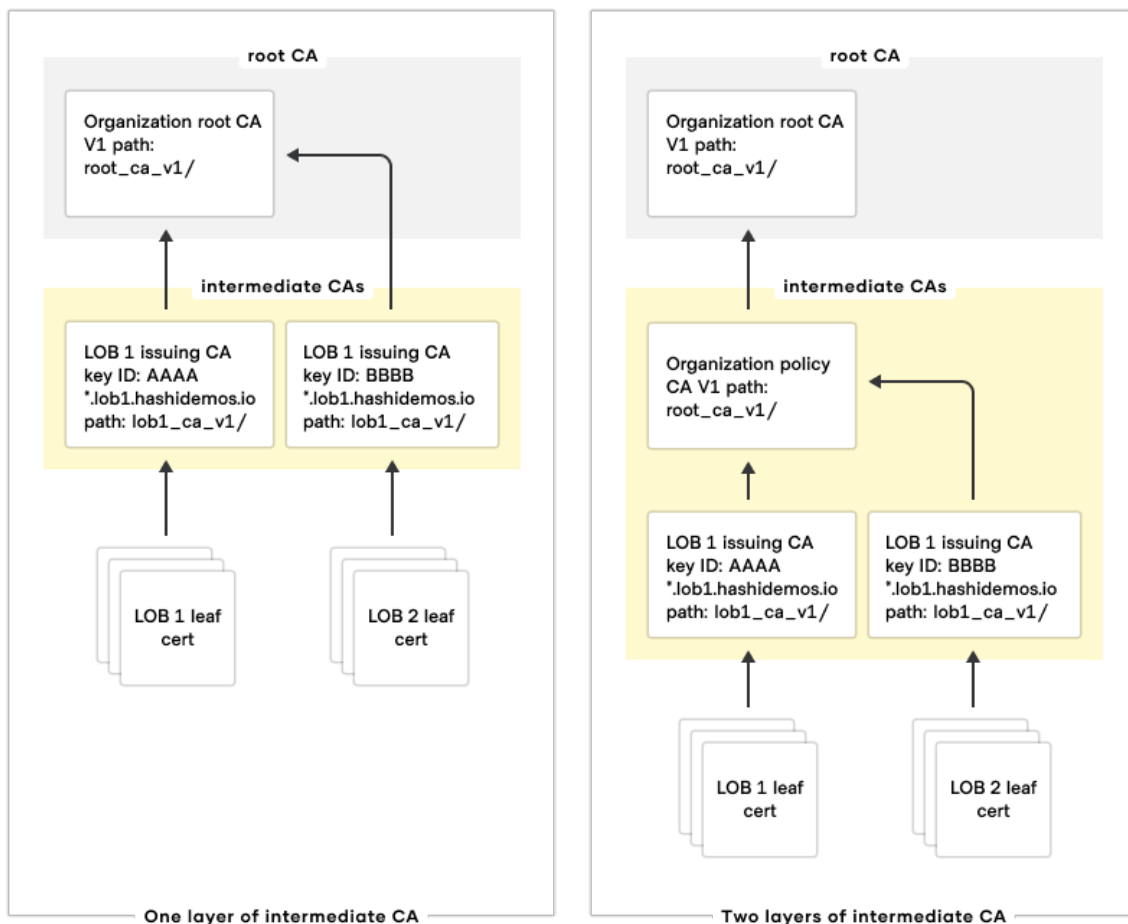 root CA
Organization root CA
V1 path:
root_ca_v1/
intermediate CAs
LOB 1 issuing CA
key ID: AAAA
*.lob1.hashidemos.io
path: lob1_ca_v1/
LOB 1 issuing CA
key ID: BBBB
*.lob1.hashidemos.io
path: lob1_ca_v1/
LOB 1 leaf
cert
LOB 2 leaf
cert
One layer of intermediate CA
root CA
Organization root CA
V1 path:
root_ca_v1/
intermediate CAs
Organization policy
CA V1 path:
root_ca_v1/
LOB 1 issuing CA
key ID: AAAA
*.lob1.hashidemos.io
path: lob1_ca_v1/
LOB 1 issuing CA
key ID: BBBB
*.lob1.hashidemos.io
path: lob1_ca_v1/
LOB 1 leaf
cert
LOB 2 leaf
cert
Two layers of intermediate CA